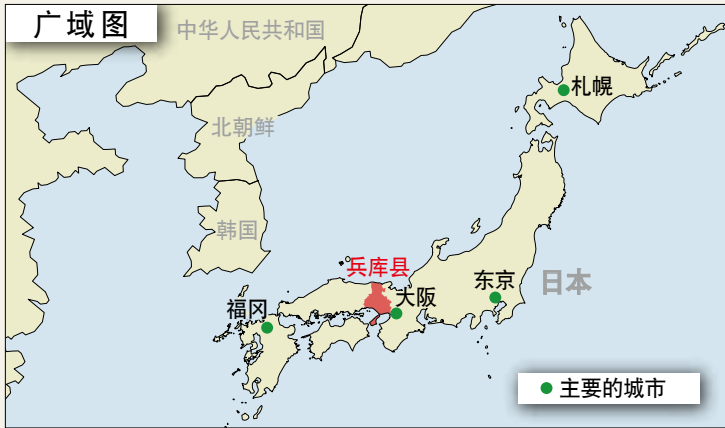 广域图
中华人民共和国
札幌
北朝鲜
韩国
兵库县
东京
日本
大阪
福冈
主要的城市